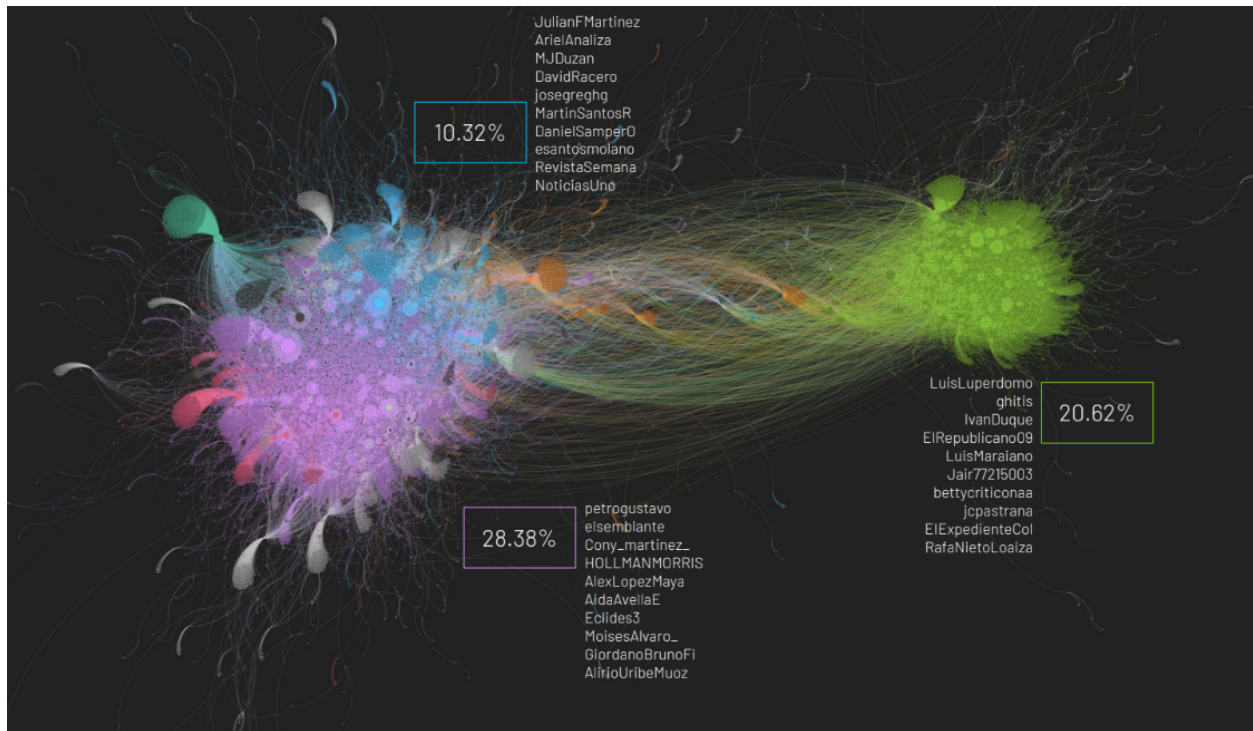 JulianFMartinez
ArielAnaliza
MJDuzan
DavidRacero
josegreghg
MartinSantosR
DanielSamperO
esantosmolano
RevistaSemana
NoticiasUno
10.32%
LuisLuperdomo
ghitis
IvanDuque
ElRepublicano09
LuisMaraiano
Jair77215003
bettycriticonaa
jcpastrana
ElExpedienteCol
RafaNietoLoaiza
20.62%
28.38%
petrogustavo
elsemblante
Cony_martinez_
HOLLMANMORRIS
AlexLopezMaya
AidaAvellaE
Eclides3
MoisesAlvaro_
GiordanoBrunoFi
AlirioUribeMuoz